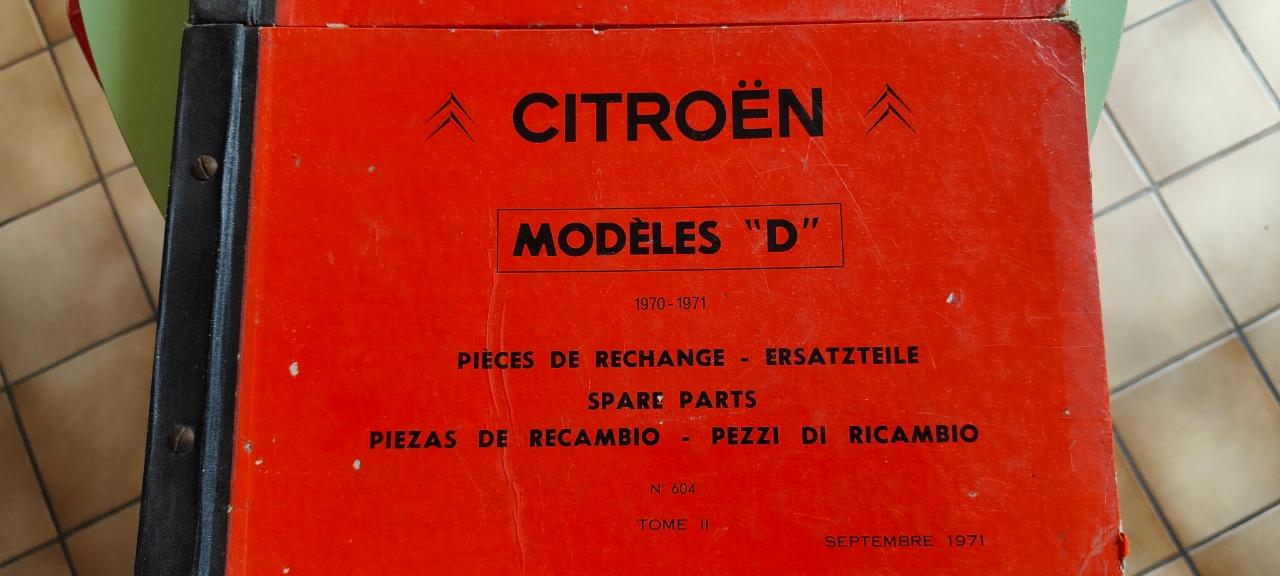 CITROËN
MODÈLES "D"
1970-1971
PIÈCES DE RECHANGE - ERSATZTEILE
SPARE PARTS
PIEZAS DE RECAMBIO - PEZZI DI RICAMBIO
N° 604
TOME II
SEPTEMBRE 1971